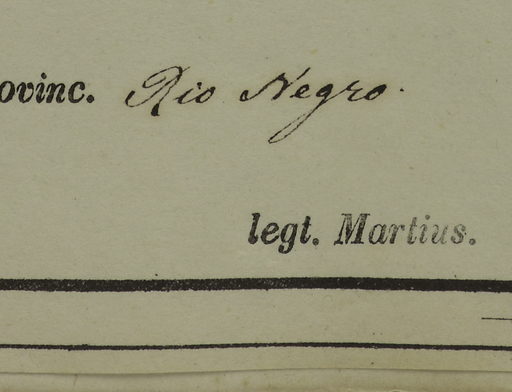 ovinc. Rio Negro.
legt. Martius.